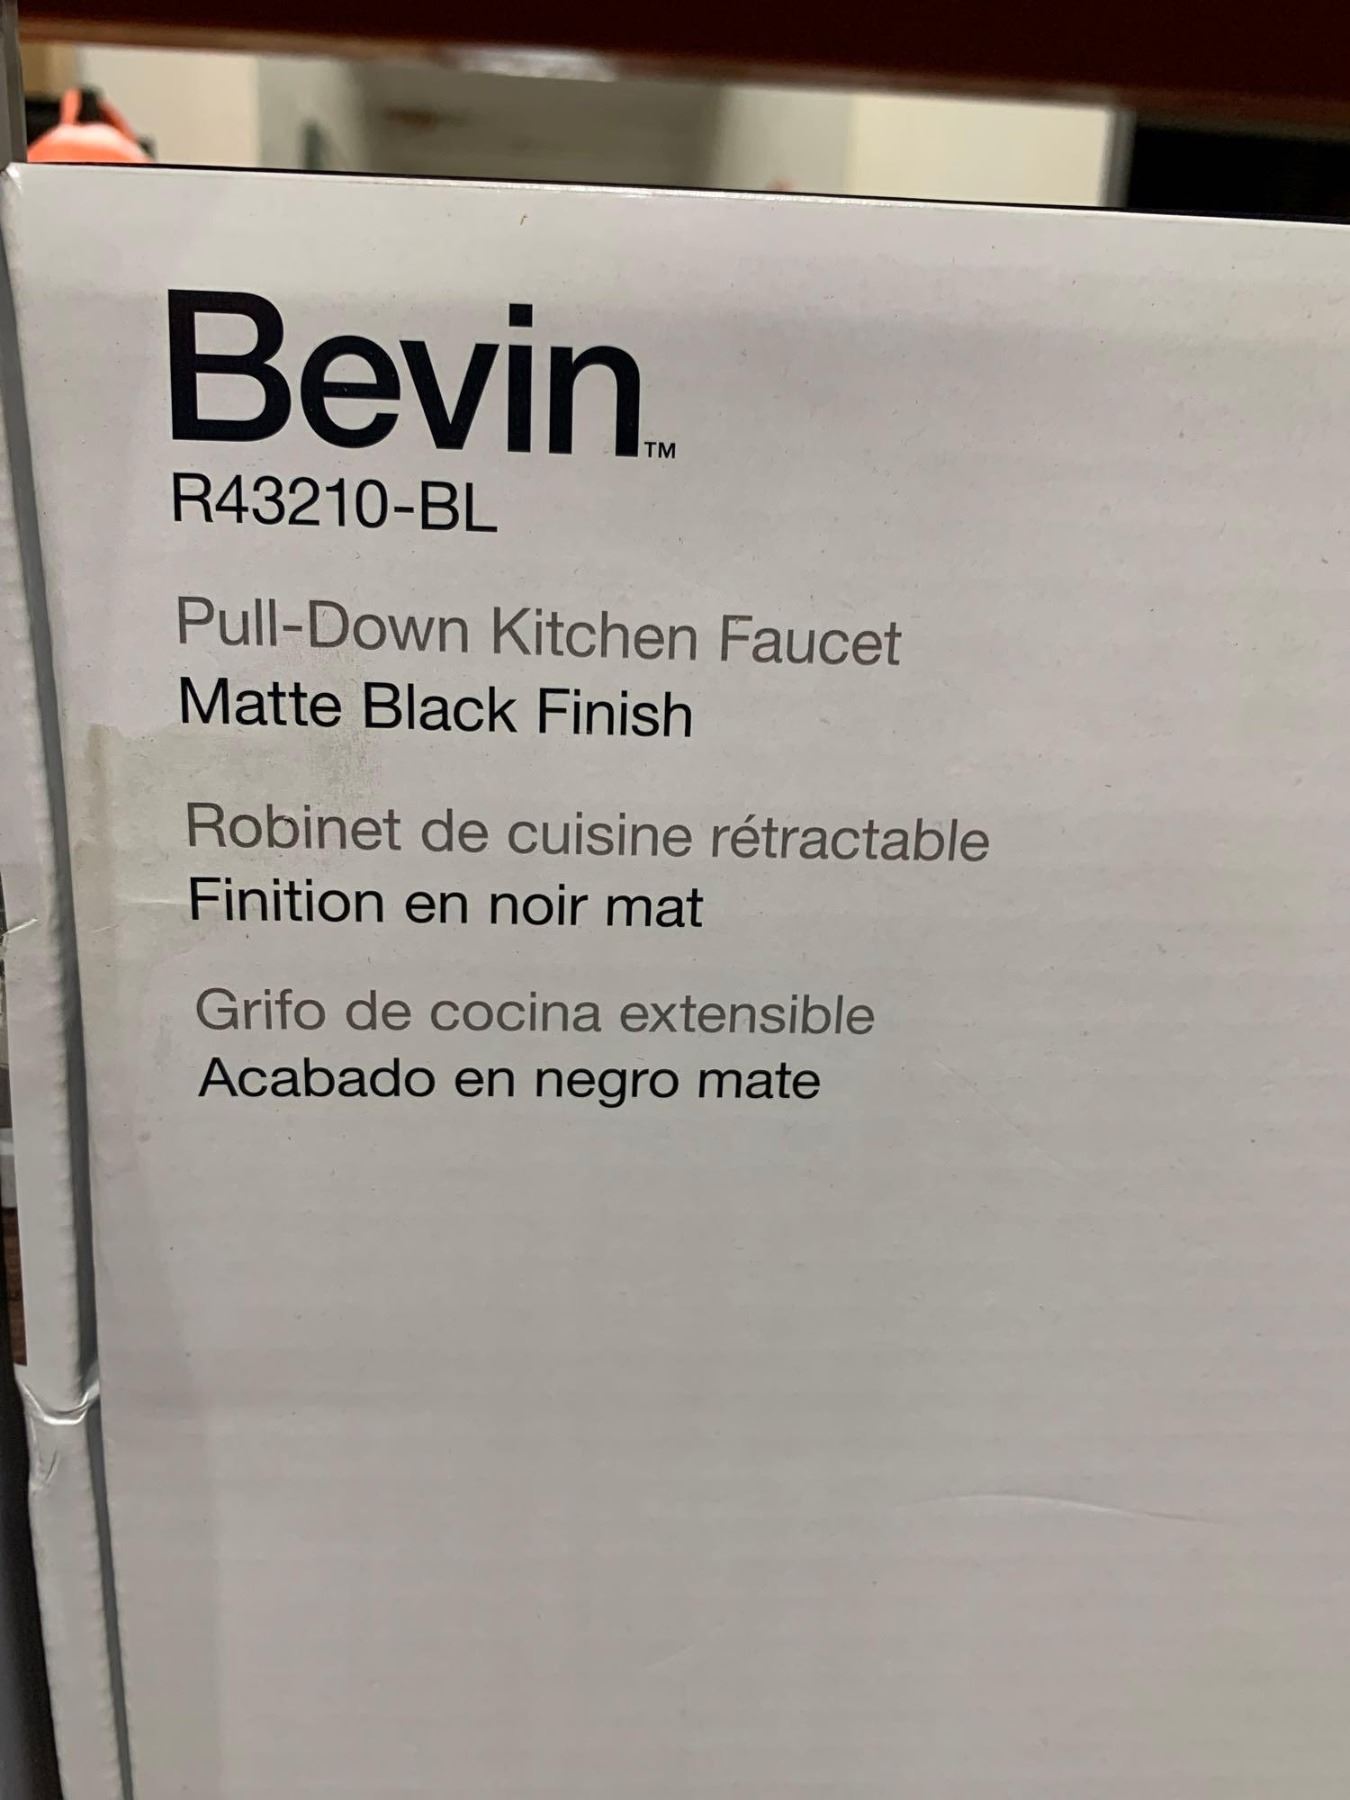 Bevin™
R43210-BL
Pull-Down Kitchen Faucet
Matte Black Finish
Robinet de cuisine rétractable
Finition en noir mat
Grifo de cocina extensible
Acabado en negro mate